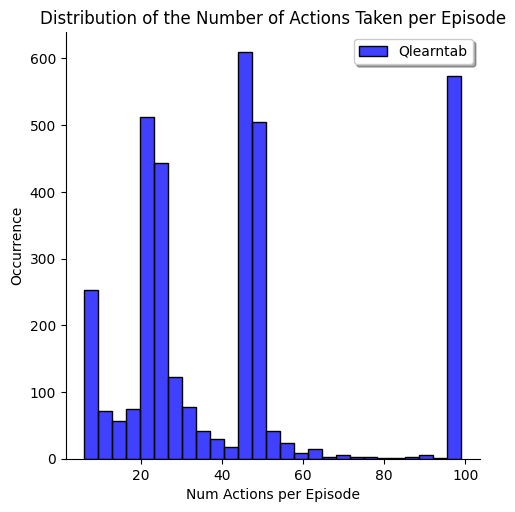 Distribution of the Number of Actions Taken per Episode
Qlearntab
600
500
400
300
200
100
0
Occurrence
20 40 60 80 100
Num Actions per Episode